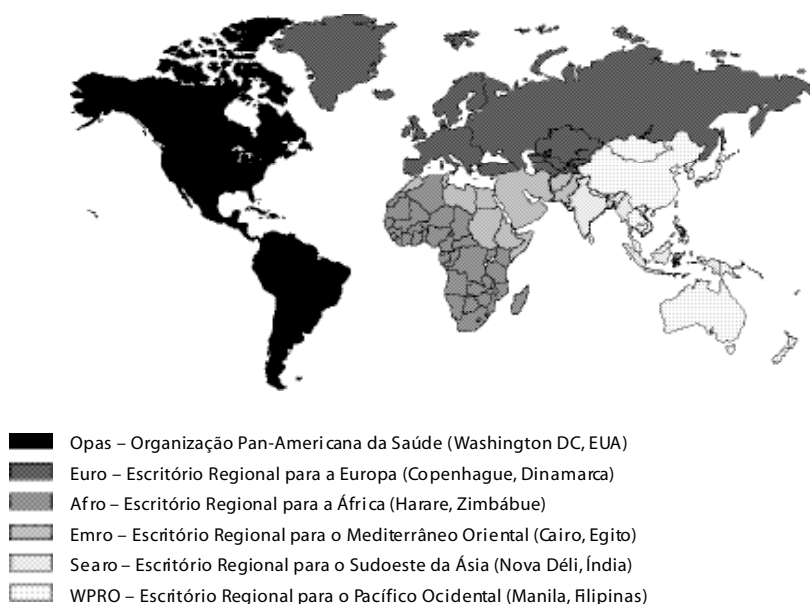 Opas – Organização Pan-Americana da Saúde (Washington DC, EUA)
Euro – Escritório Regional para a Europa (Copenhague, Dinamarca)
Afro – Escritório Regional para a África (Harare, Zimbábue)
Emro – Escritório Regional para o Mediterrâneo Oriental (Cairo, Egito)
Searo – Escritório Regional para o Sudoeste da Ásia (Nova Déli, Índia)
WPRO – Escritório Regional para o Pacífico Ocidental (Manila, Filipinas)